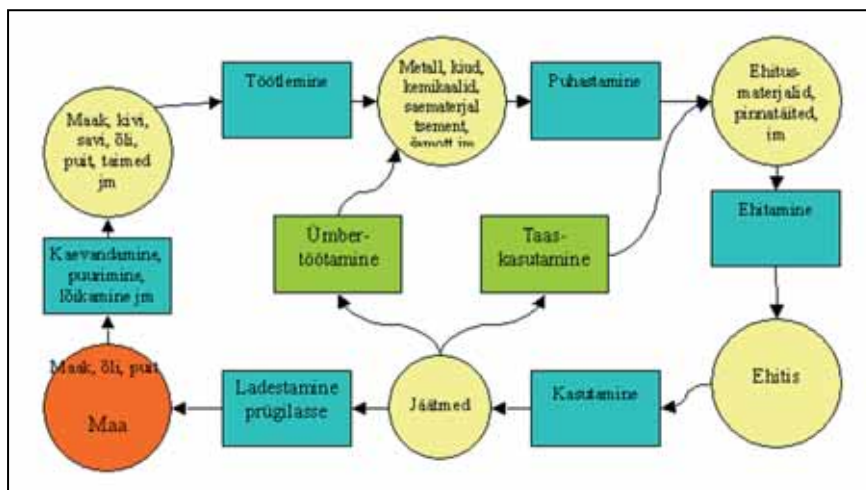 Töötlemine
Metall, kiud,
kemikaalid,
saematerjal
tsement,
jm
Puhastamine
Ehitus-
materjalid,
pinnatäited,
Maak, kivi,
savi, õli,
puit, taimed
jm
Ümber-
töötamine
Taas-
kasutamine
Ehitamine
Kaevandamine,
puurimine,
lõikamine jm
Maak, õli, puit
Maa
Ladestamine
prügilasse
Jäätmed
Kasutamine
Ehitis